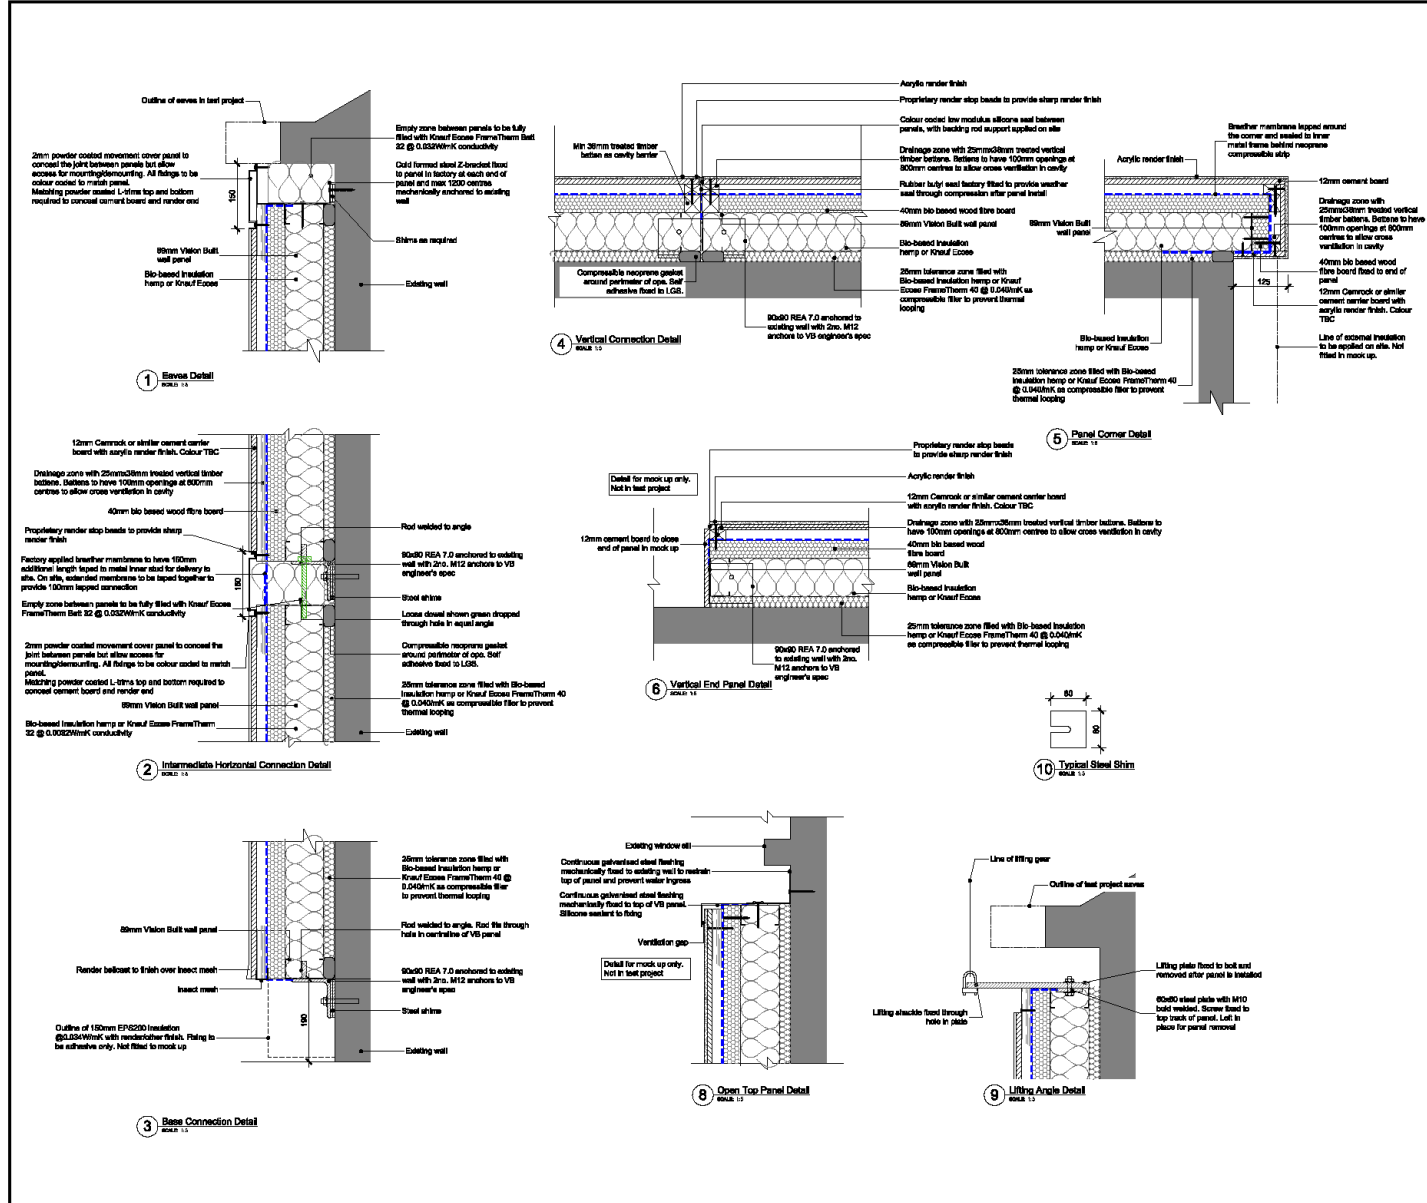 Outline of eaves in test project
2mm powder coated movement cover panel to
conceal the joint between panels but allow
access for mounting/demounting. All fixings to be
colour coded to match panel.
Matching powder coated L-trims top and bottom
required to conceal cement board and render end
150
89mm Vision Built
wall panel
Bio-based insulation
hemp or Knauf Ecose
Empty zone between panels to be fully
filled with Knauf Ecose FrameTherm Batt
32 @ 0.032W/mK conductivity
Cold formed steel Z-bracket fixed
to panel in factory at each end of
panel and max 1200 centres
mechanically anchored to existing
wall
Shims as required
Existing wall
1 Eaves Detail
Min 38mm treated timber
batten as cavity barrier
Acrylic render finish
Proprietary render stop beads to provide sharp render finish
Colour coded low modulus silicone seal between
panels, with backing rod support applied on site
Drainage zone with 25mmx38mm treated vertical
timber battens. Battens to have 100mm openings at
600mm centres to allow cross ventilation in cavity
Rubber butyl seal factory fitted to provide weather
seal through compression after panel install
40mm bio based wood fibre board
89mm Vision Built wall panel
Bio-based insulation
hemp or Knauf Ecose
25mm tolerance zone filled with
Bio-based insulation hemp or Knauf
Ecose FrameTherm 40 @ 0.040/mK as
compressible filler to prevent thermal
looping
Compressible neoprene gasket
around perimeter of ope. Self
adhesive fixed to LGS.
90x90 REA 7.0 anchored to
existing wall with 2no. M12
anchors to VB engineer's spec
4 Vertical Connection Detail
SCALE 1:5
Breather membrane lapped around
the corner and sealed to inner
metal frame behind neoprene
compressible strip
Acrylic render finish
89mm Vision Built
wall panel
12mm cement board
Drainage zone with
25mmx38mm treated vertical
timber battens. Battens to have
100mm openings at 600mm
centres to allow cross
ventilation in cavity
40mm bio based wood
fibre board fixed to end of
panel
12mm Cemrock or similar
cement carrier board with
acrylic render finish. Colour
TBC
125
Line of external insulation
to be applied on site. Not
fitted in mock up.
Bio-based insulation
hemp or Knauf Ecose
25mm tolerance zone filled with Bio-based
insulation hemp or Knauf Ecose FrameTherm 40
@ 0.040/mK as compressible filler to prevent
thermal looping
5 Panel Corner Detail
12mm Cemrock or similar cement carrier
board with acrylic render finish. Colour TBC
Drainage zone with 25mmx38mm treated vertical timber
battens. Battens to have 100mm openings at 600mm
centres to allow cross ventilation in cavity
40mm bio based wood fibre board
Proprietary render stop beads to provide sharp
render finish
Factory applied breather membrane to have 150mm
additional length taped to metal inner stud for delivery to
site. On site, extended membrane to be taped together to
provide 100mm lapped connection
Empty zone between panels to be fully filled with Knauf Ecose
FrameTherm Batt 32 @ 0.032W/mK conductivity
150
2mm powder coated movement cover panel to conceal the
joint between panels but allow access for
mounting/demounting. All fixings to be colour coded to match
panel.
Matching powder coated L-trims top and bottom required to
conceal cement board and render end
89mm Vision Built wall panel
Bio-based insulation hemp or Knauf Ecose FrameTherm
32 @ 0.0032W/mK conductivity
Rod welded to angle
90x90 REA 7.0 anchored to existing
wall with 2no. M12 anchors to VB
engineer's spec
Steel shims
Loose dowel shown green dropped
through hole in equal angle
Compressible neoprene gasket
around perimeter of ope. Self
adhesive fixed to LGS.
25mm tolerance zone filled with Bio-based
insulation hemp or Knauf Ecose FrameTherm 40
@ 0.040/mK as compressible filler to prevent
thermal looping
Existing wall
2 Intermediate Horizontal Connection Detail
Detail for mock up only.
Not in test project
12mm cement board to close
end of panel in mock up
Proprietary render stop beads
to provide sharp render finish
Acrylic render finish
12mm Cemrock or similar cement carrier board
with acrylic render finish. Colour TBC
Drainage zone with 25mmx38mm treated vertical timber battens. Battens to
have 100mm openings at 600mm centres to allow cross ventilation in cavity
40mm bio based wood
fibre board
89mm Vision Built
wall panel
Bio-based insulation
hemp or Knauf Ecose
25mm tolerance zone filled with Bio-based insulation
hemp or Knauf Ecose FrameTherm 40 @ 0.040/mK
as compressible filler to prevent thermal looping
90x90 REA 7.0 anchored
to existing wall with 2no.
M12 anchors to VB
engineer's spec
6 Vertical End Panel Detail
60
80
10 Typical Steel Shim
89mm Vision Built wall panel
Render bellcast to finish over insect mesh
Insect mesh
Outline of 150mm EPS200 insulation
@0.034W/mK with render/other finish. Fixing to
be adhesive only. Not fitted to mock up
190
25mm tolerance zone filled with
Bio-based insulation hemp or
Knauf Ecose FrameTherm 40 @
0.040/mK as compressible filler
to prevent thermal looping
Rod welded to angle. Rod fits through
hole in centreline of VB panel
90x90 REA 7.0 anchored to existing
wall with 2no. M12 anchors to VB
engineer's spec
Steel shims
Existing wall
3 Base Connection Detail
Existing window sill
Continuous galvanised steel flashing
mechanically fixed to existing wall to restrain
top of panel and prevent water ingress
Continuous galvanised steel flashing
mechanically fixed to top of VB panel.
Silicone sealant to fixing
Ventilation gap
Detail for mock up only.
Not in test project
8 Open Top Panel Detail
Line of lifting gear
Outline of test project eaves
Lifting plate fixed to bolt and
removed after panel is installed
60x60 steel plate with M10
bold welded. Screw fixed to
top track of panel. Left in
place for panel removal
Lifting shackle fixed through
hole in plate
9 Lifting Angle Detail